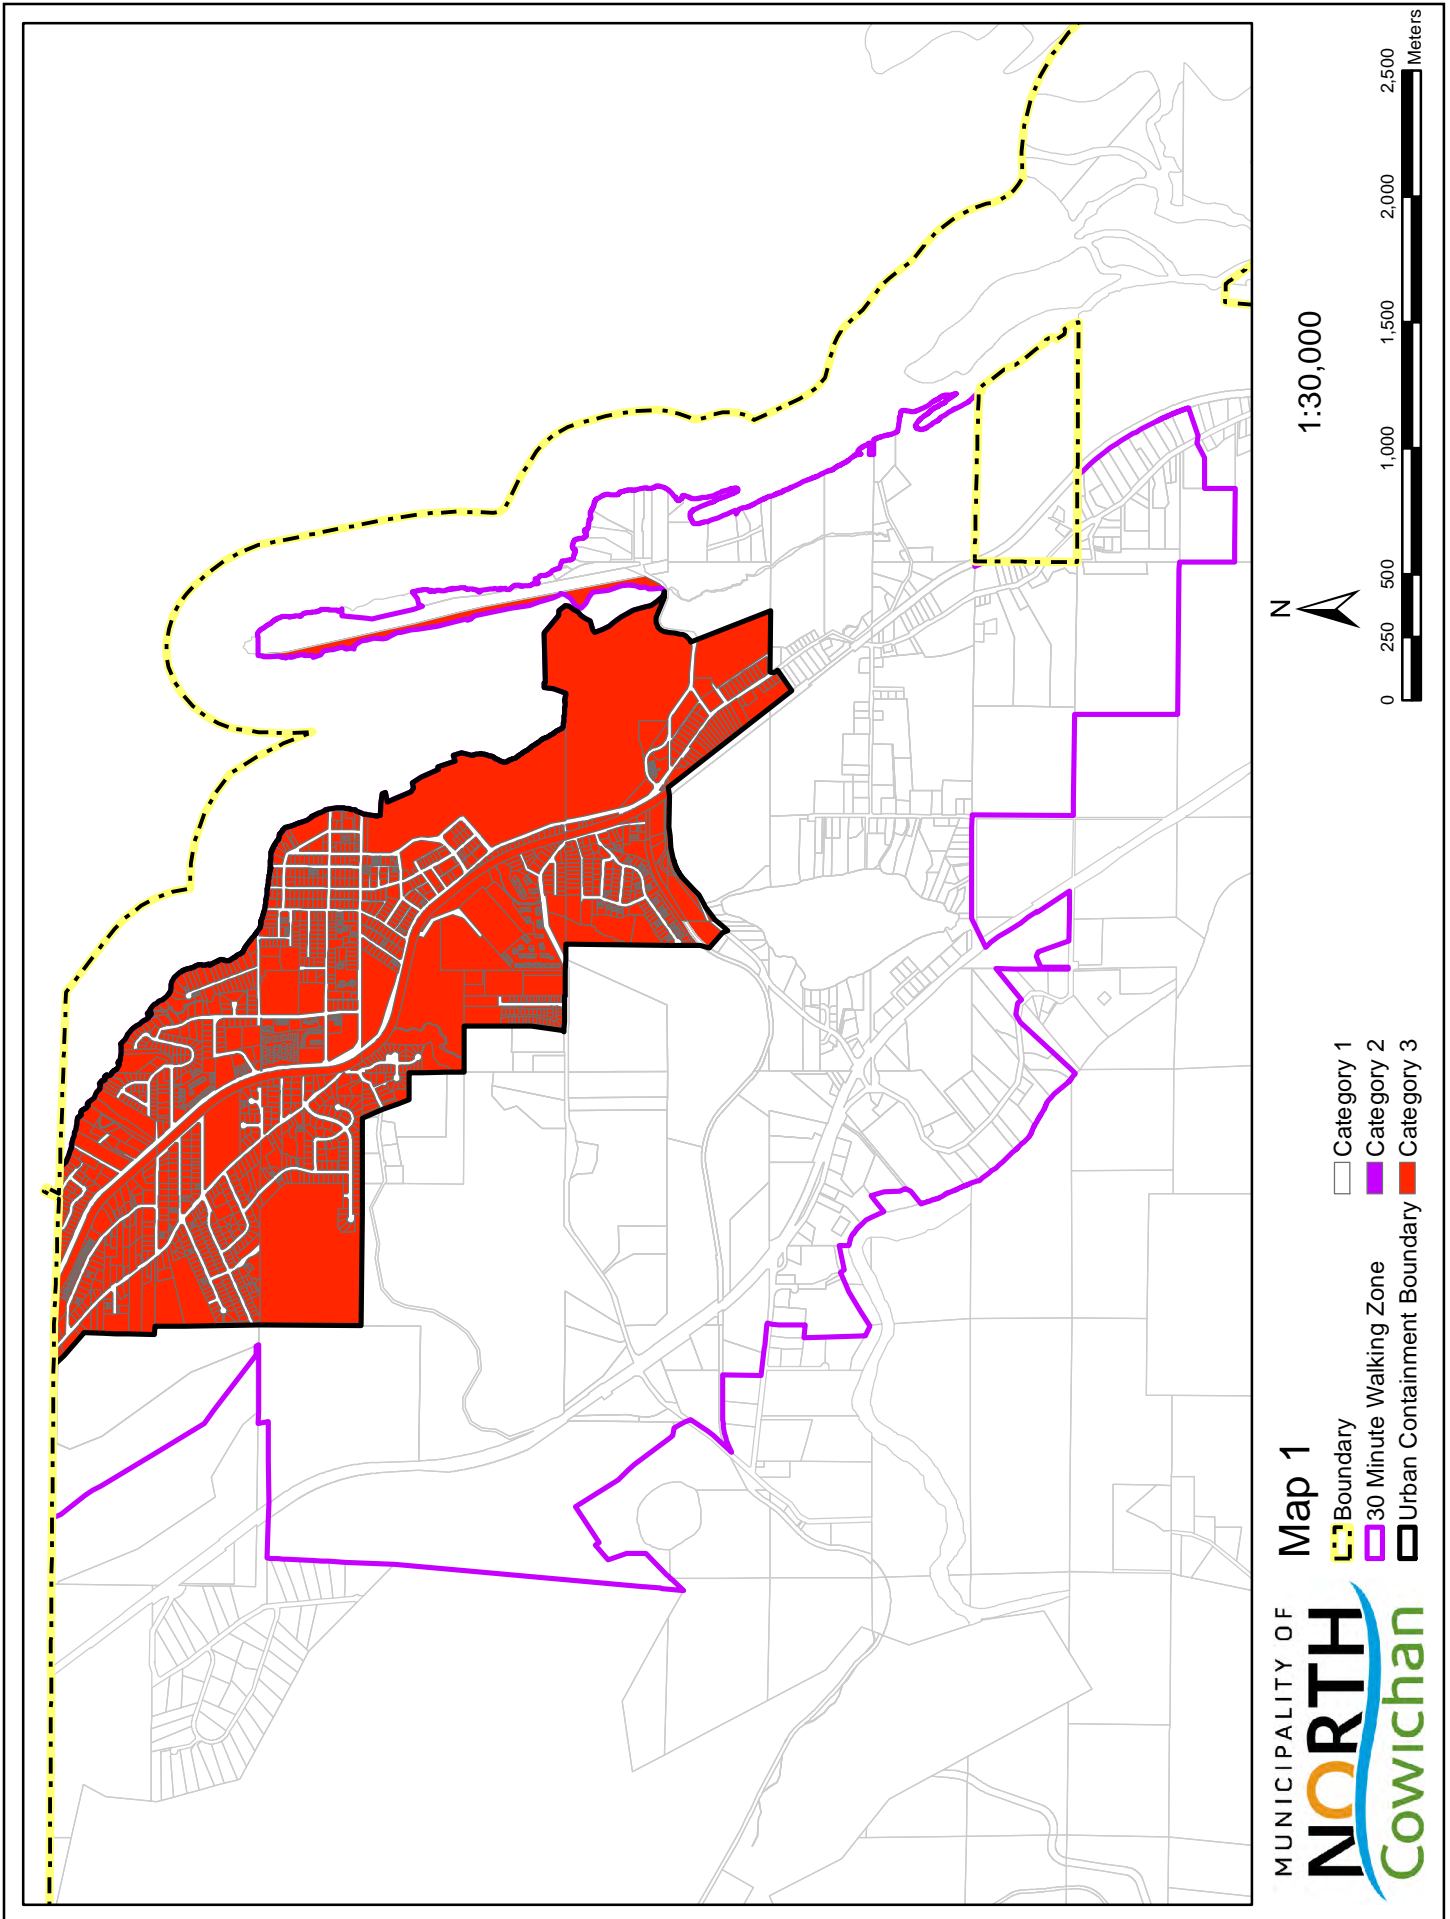 MUNICIPALITY OF
NORTH
Cowichan
Map 1
Boundary
30 Minute Walking Zone
Urban Containment Boundary
Category 1
Category 2
Category 3
N
1:30,000
0 250 500 1,000 1,500 2,000 2,500
Meters